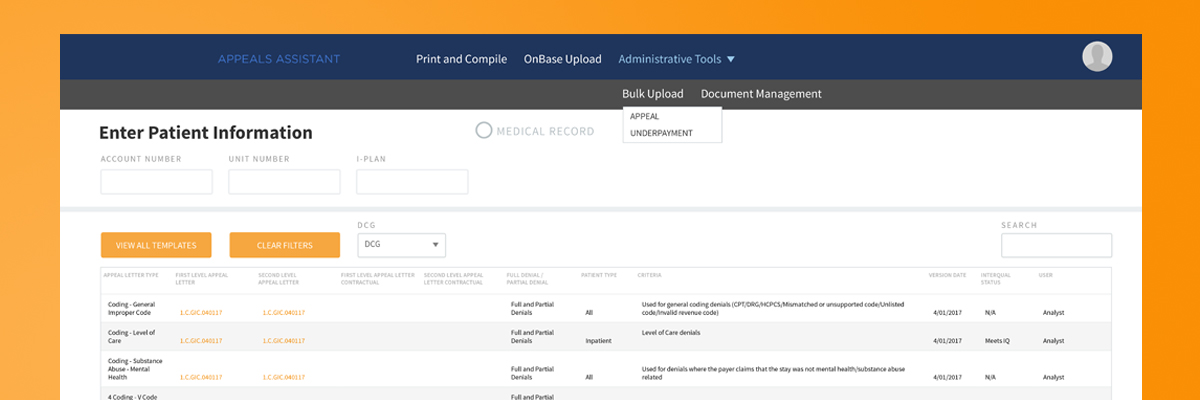 APPEALS ASSISTANT Print and Compile OnBase Upload Administrative Tools
Bulk Upload Document Management
APPEAL
UNDERPAYMENT
Enter Patient Information
MEDICAL RECORD
ACCOUNT NUMBER UNIT NUMBER I-PLAN
DCG SEARCH
VIEW ALL TEMPLATES CLEAR FILTERS DCG
APPEAL LETTER TYPE FIRST LEVEL APPEAL SECOND LEVEL FIRST LEVEL APPEAL LETTER SECOND LEVEL APPEAL FULL DENIAL / PATIENT TYPE CRITERIA VERSION DATE INTERQUAL USER
LETTER APPEAL LETTER CONTRACTUAL LETTER CONTRACTUAL PARTIAL DENIAL STATUS
Coding - General Full and Partial Used for general coding denials (CPT/DRG/HCPCS/Mismatched or unsupported code/Unlisted
Improper Code 1.C.GIC.040117 1.C.GIC.040117 Denials All code/Invalid revenue code) 4/01/2017 N/A Analyst
Coding - Level of Full and Partial Level of Care denials
Care 1.C.GIC.040117 1.C.GIC.040117 Denials Inpatient 4/01/2017 Meets IQ Analyst
Coding - Substance
Abuse - Mental Full and Partial Used for denials where the payer claims that the stay was not mental health/substance abuse
Health 1.C.GIC.040117 1.C.GIC.040117 Denials All related 4/01/2017 N/A Analyst
4 Coding - V Code Full and Partial